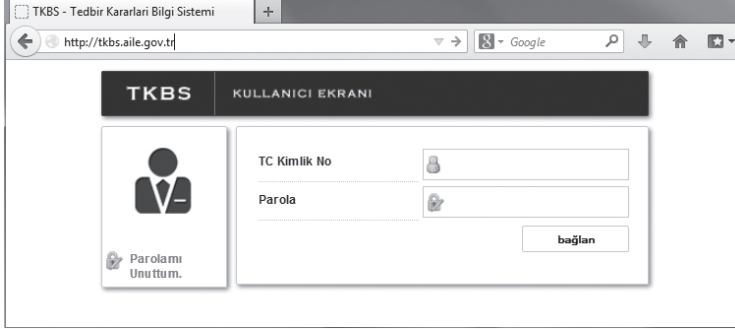 TKBS - Tedbir Kararlari Bilgi Sistemi
http://tkbs.aile.gov.tr
Google
TKBS KULLANICI EKRANI
TC Kimlik No
Parola
bağlan
Parolamı
Unuttum.